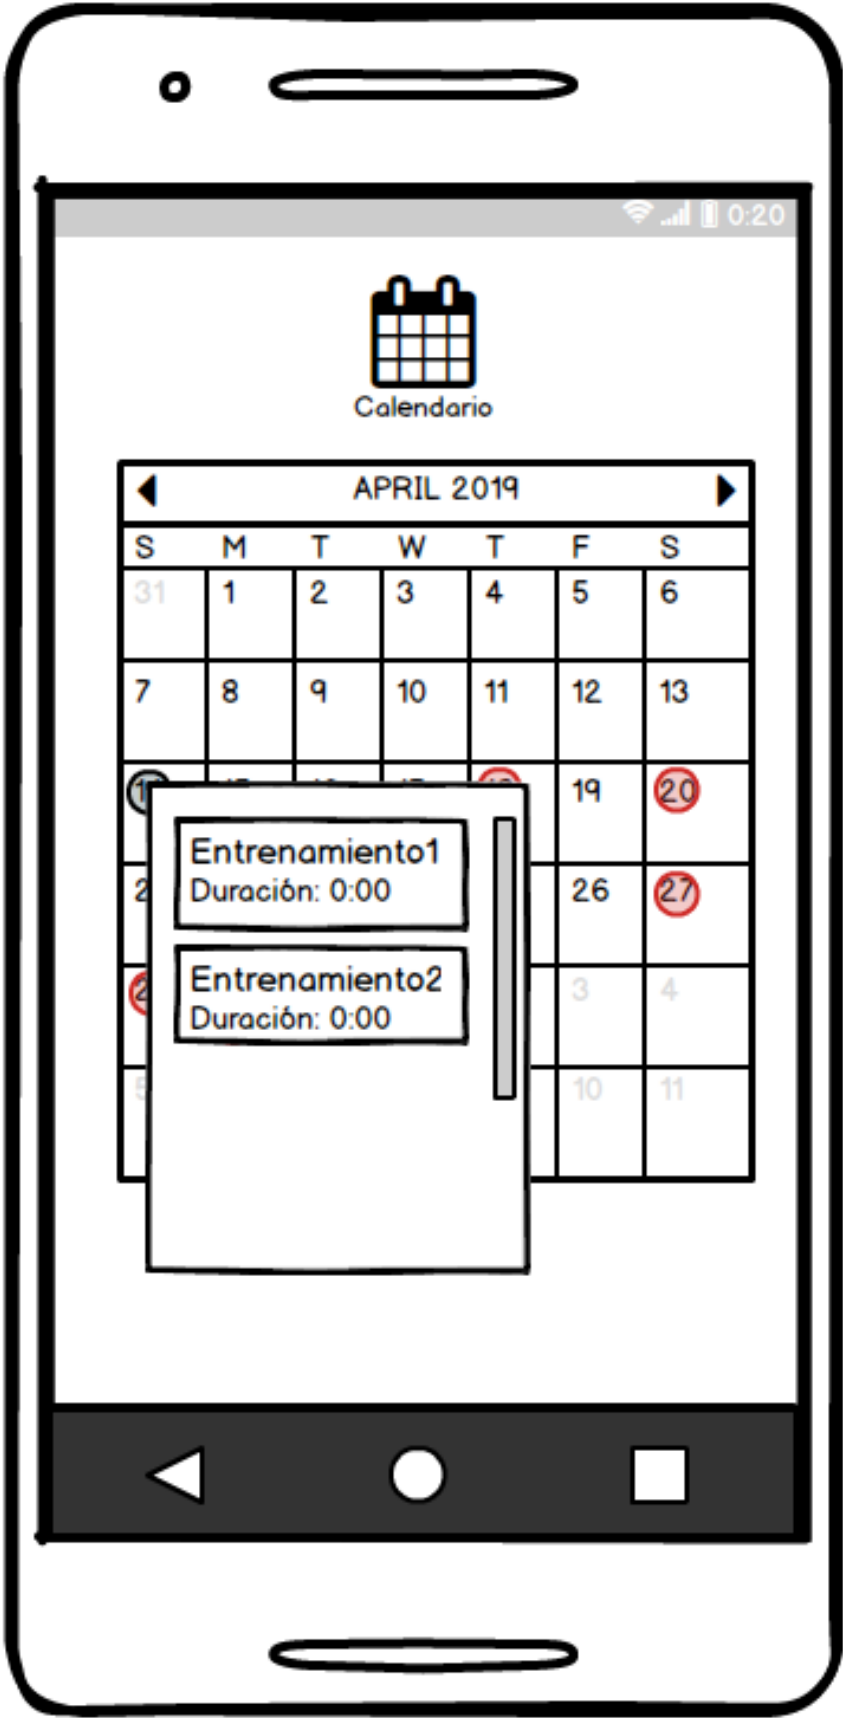 0:20
Calendario
APRIL 2019
S M T W T F S
31 1 2 3 4 5 6
7 8 9 10 11 12 13
19 20
Entrenamiento1
Duración: 0:00
26 27
Entrenamiento2
Duración: 0:00
3 4
10 11